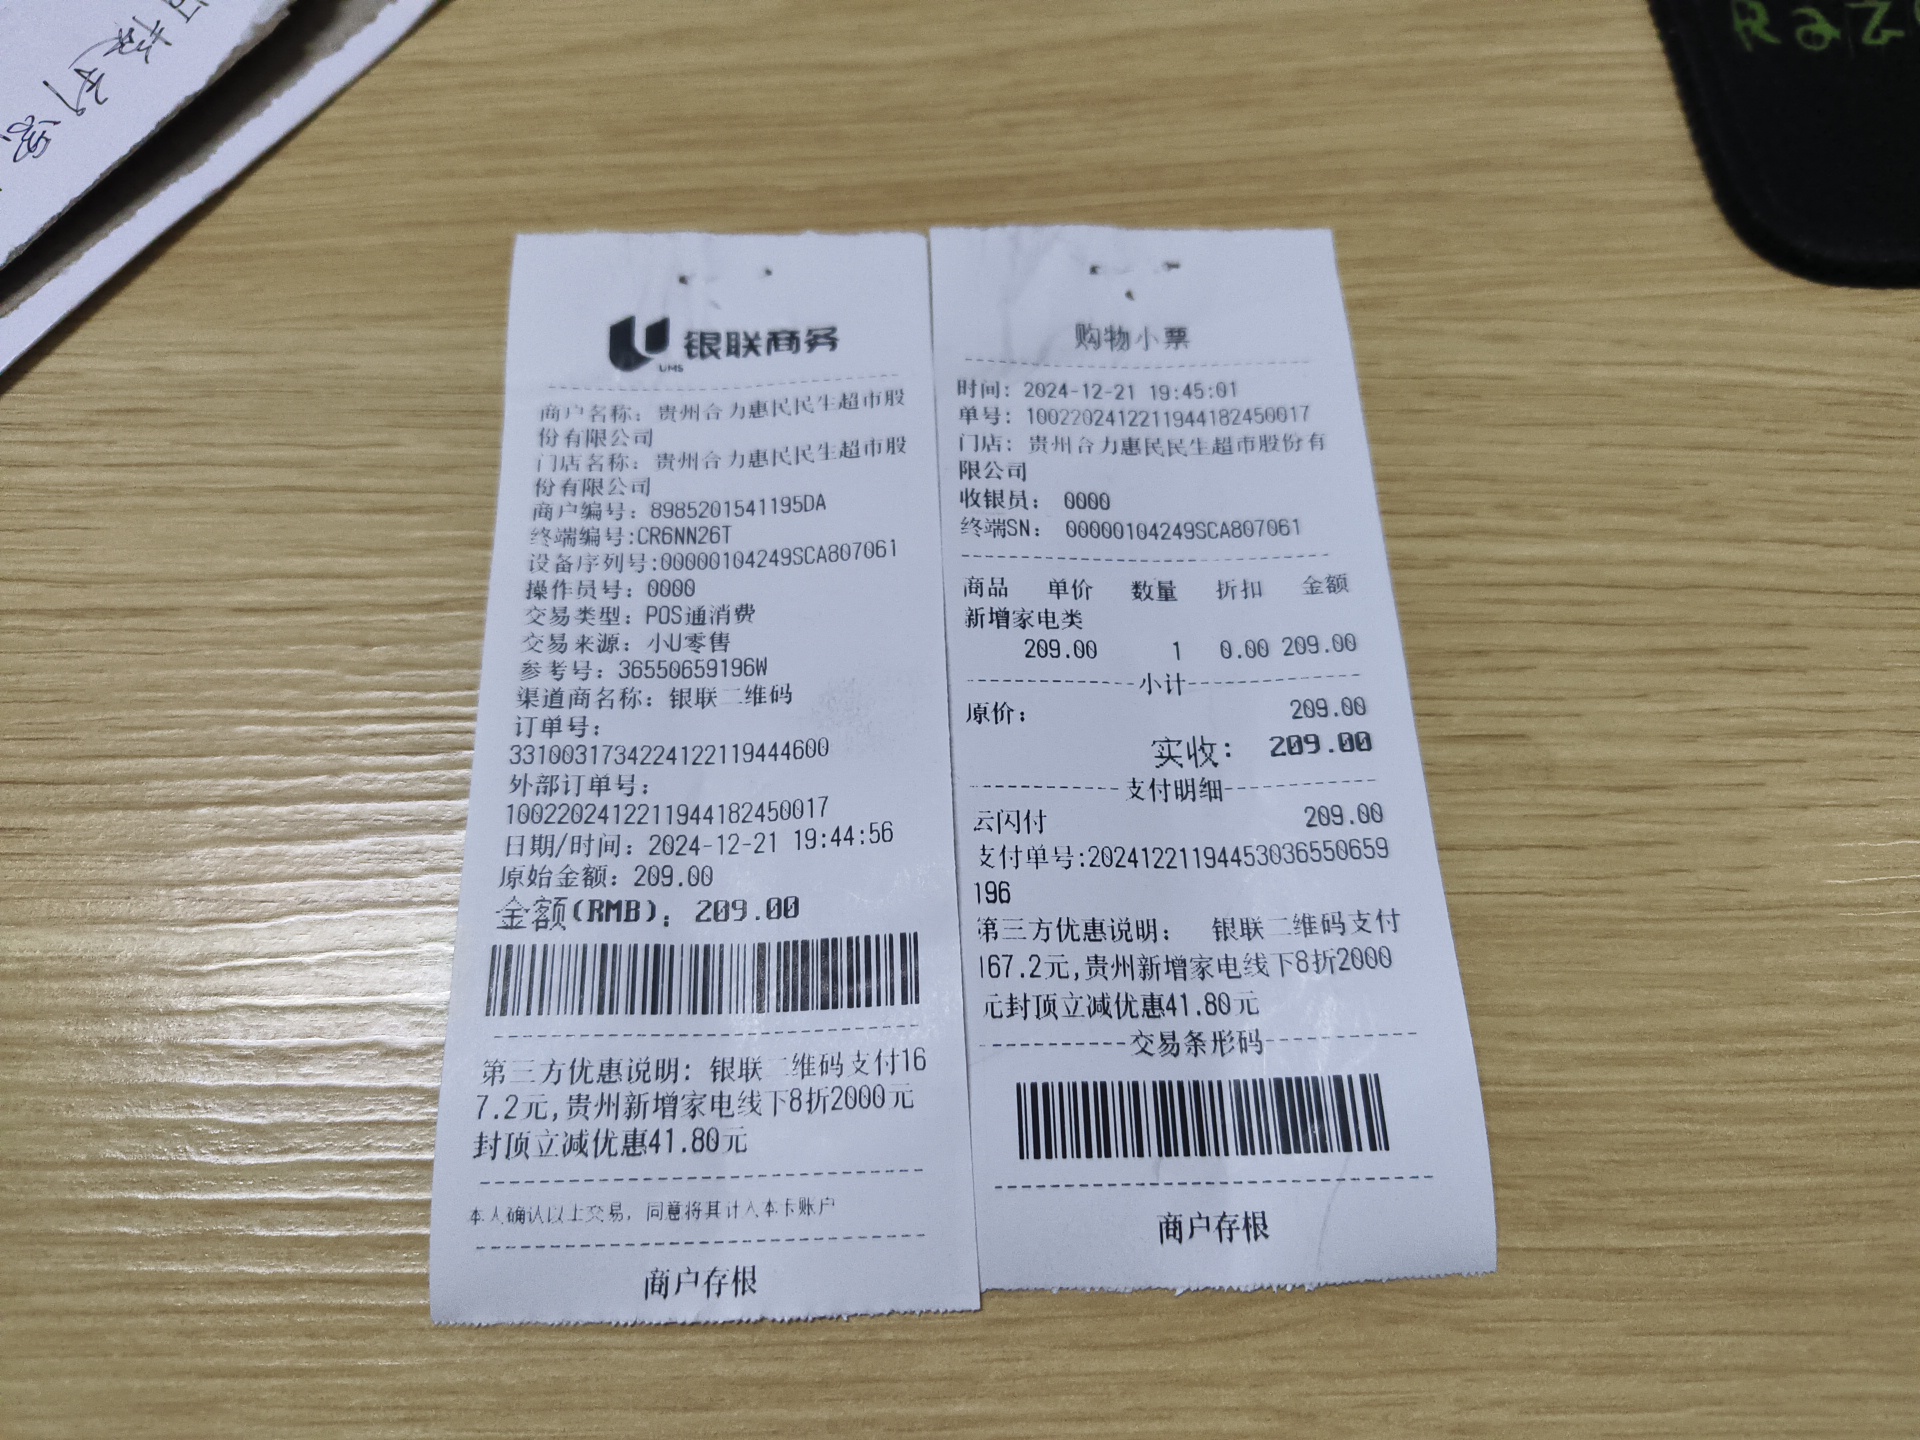 银联商务
UMS
商户名称：贵州合力惠民民生超市股
份有限公司
门店名称：贵州合力惠民民生超市股
份有限公司
商户编号：8985201541195DA
终端编号:CR6NN26T
设备序列号:00000104249SCA807061
操作员号：0000
交易类型：POS通消费
交易来源：小U零售
参考号：36550659196W
渠道商名称：银联二维码
订单号：
33100317342241221194446​00
外部订单号：
1002202412211944182450017
日期/时间：2024-12-21 19:44:56
原始金额：209.00
金额(RMB)：209.00
第三方优惠说明：银联二维码支付16
7.2元,贵州新增家电线下8折2000元
封顶立减优惠41.80元
本人确认以上交易，同意将其计入本卡账户
商户存根
购物小票
时间：2024-12-21 19:45:01
单号：1002202412211944182450017
门店：贵州合力惠民民生超市股份有
限公司
收银员： 0000
终端SN： 00000104249SCA807061
商品 单价 数量 折扣 金额
新增家电类
209.00 1 0.00 209.00
小计
原价： 209.00
实收： 209.00
支付明细
云闪付 209.00
支付单号:20241221194453036550659
196
第三方优惠说明： 银联二维码支付
167.2元,贵州新增家电线下8折2000
元封顶立减优惠41.80元
交易条形码
商户存根